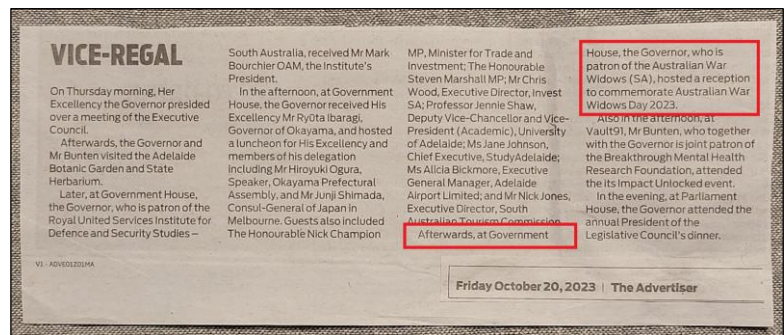 VICE-REGAL
On Thursday morning, Her
Excellency the Governor presided
over a meeting of the Executive
Council.
Afterwards, the Governor and
Mr Bunten visited the Adelaide
Botanic Garden and State
Herbarium.
Later, at Government House,
the Governor, who is patron of the
Royal United Services Institute for
Defence and Security Studies –
South Australia, received Mr Mark
Bourchier OAM, the Institute's
President.
In the afternoon, at Government
House, the Governor received His
Excellency Mr Ryūta Ibaragi,
Governor of Okayama, and hosted
a luncheon for His Excellency and
members of his delegation
including Mr Hiroyuki Ogura,
Speaker, Okayama Prefectural
Assembly, and Mr Junji Shimada,
Consul-General of Japan in
Melbourne. Guests also included
The Honourable Nick Champion
MP, Minister for Trade and
Investment; The Honourable
Steven Marshall MP; Mr Chris
Wood, Executive Director, Invest
SA; Professor Jennie Shaw,
Deputy Vice-Chancellor and Vice-
President (Academic), University
of Adelaide; Ms Jane Johnson,
Chief Executive, StudyAdelaide;
Ms Alicia Bickmore, Executive
General Manager, Adelaide
Airport Limited; and Mr Nick Jones,
Executive Director, South
Australian Tourism Commission.
Afterwards, at Government
House, the Governor, who is
patron of the Australian War
Widows (SA), hosted a reception
to commemorate Australian War
Widows Day 2023.
Also in the afternoon, at
Vault91, Mr Bunten, who together
with the Governor is joint patron of
the Breakthrough Mental Health
Research Foundation, attended
the its Impact Unlocked event.
In the evening, at Parliament
House, the Governor attended the
annual President of the
Legislative Council's dinner.
V1 - ADVE01Z01MA
Friday October 20, 2023 | The Advertiser